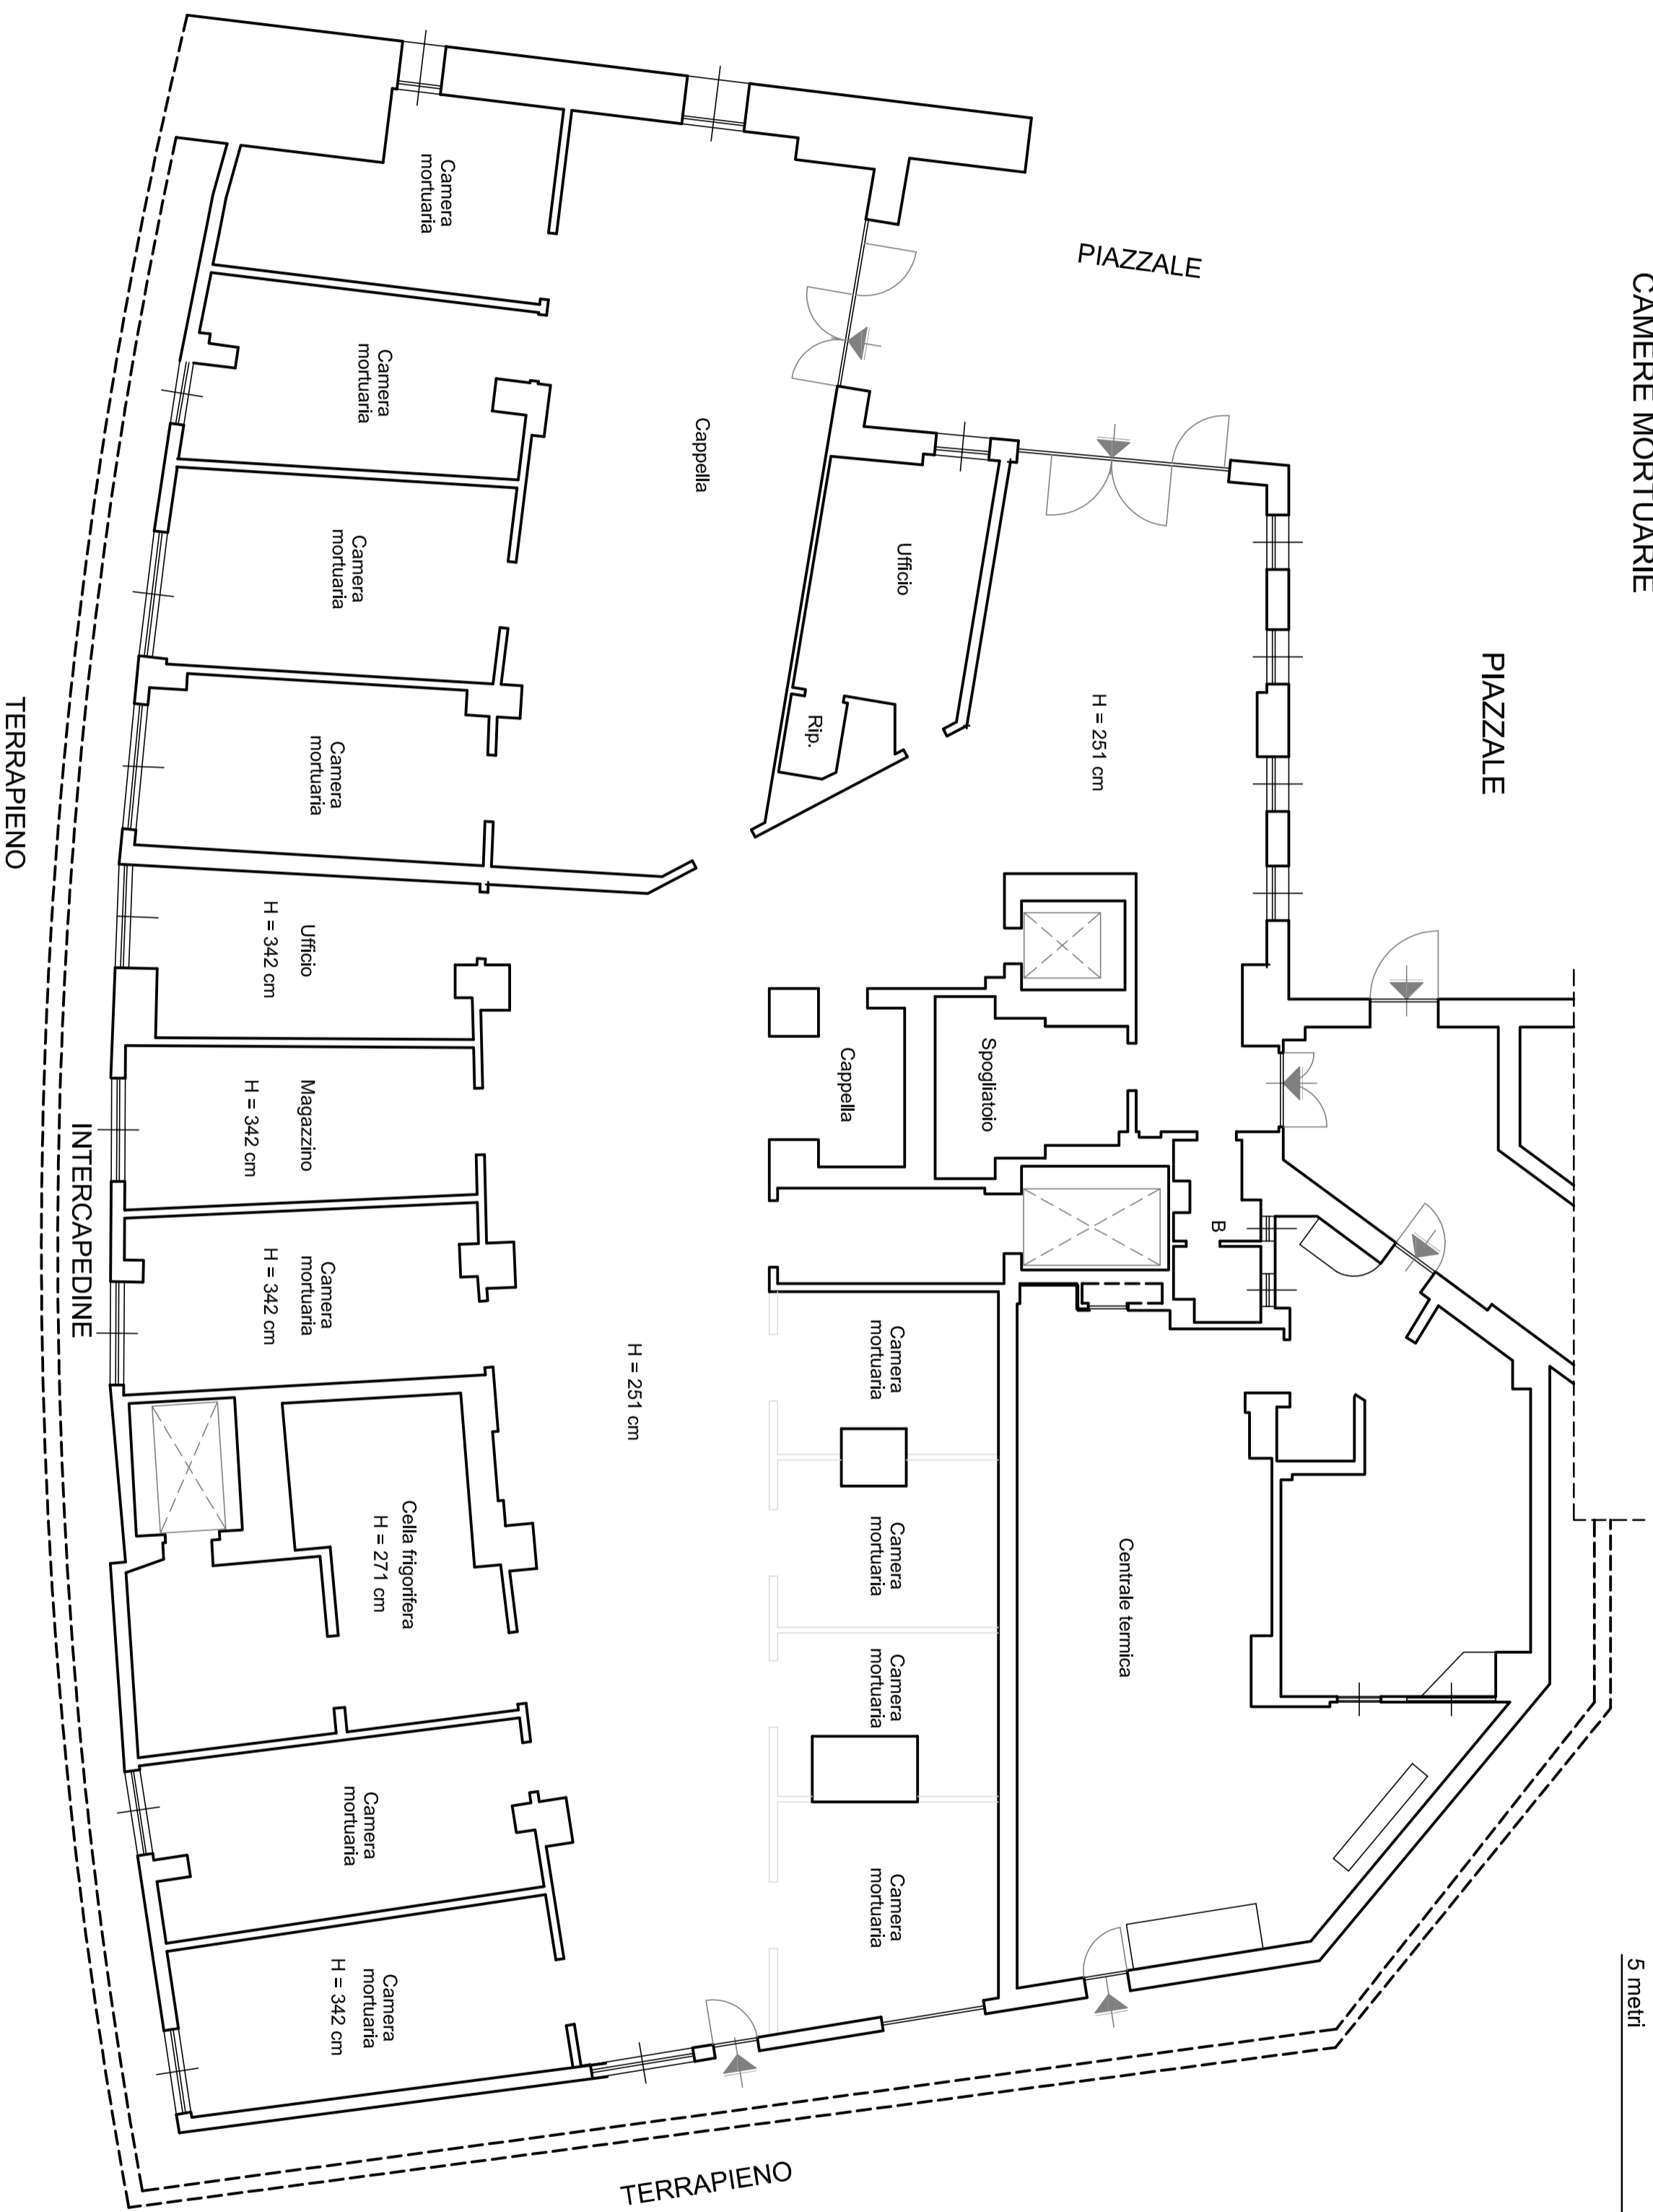 CAMERE MORTUARIE
PIAZZALE
PIAZZALE
5 metri
Camera
mortuaria
Camera
mortuaria
Camera
mortuaria
Camera
mortuaria
Cappella
Ufficio
Rip.
H = 251 cm
Ufficio
H = 342 cm
Magazzino
H = 342 cm
Cappella
Spogliatoio
B
Camera
mortuaria
H = 342 cm
H = 251 cm
Cella frigorifera
H = 271 cm
Camera
mortuaria
Camera
mortuaria
Camera
mortuaria
Camera
mortuaria
Centrale termica
Camera
mortuaria
Camera
mortuaria
H = 342 cm
TERRAPIENO
INTERCAPEDINE
TERRAPIENO